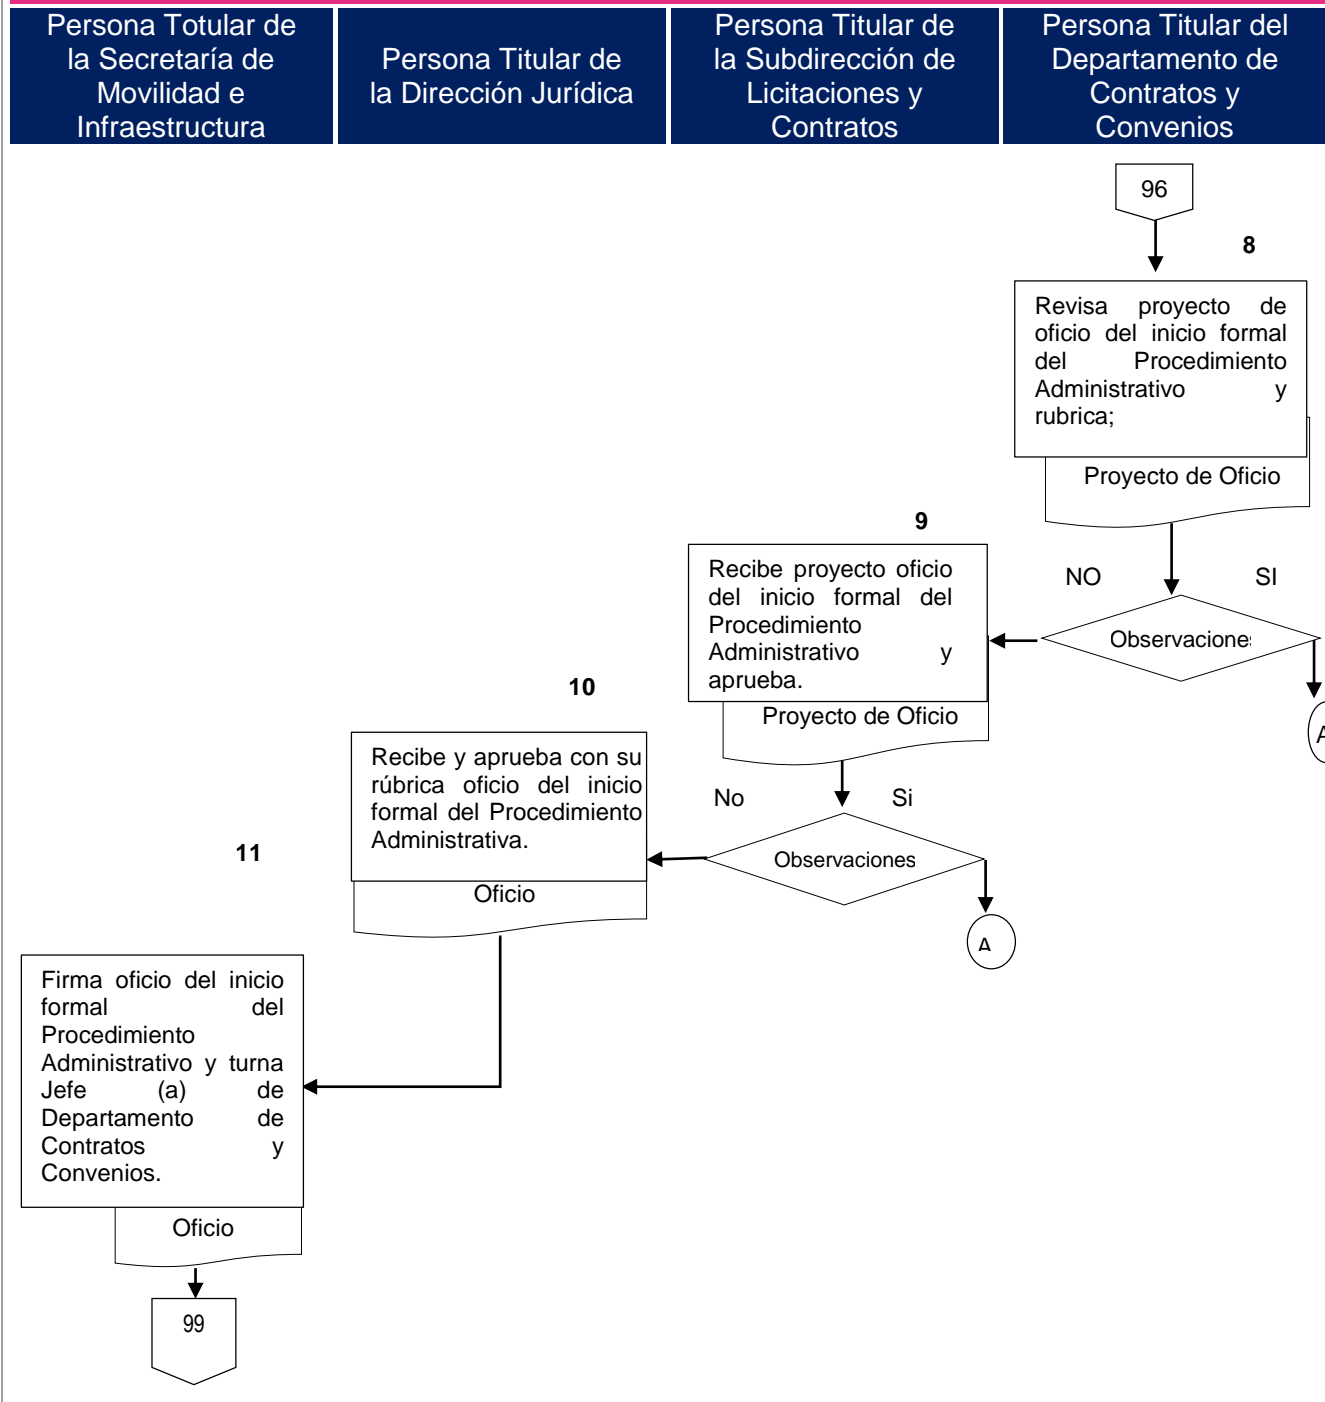 Persona Totular de
la Secretaría de
Movilidad e
Infraestructura
Persona Titular de
la Dirección Jurídica
Persona Titular de
la Subdirección de
Licitaciones y
Contratos
Persona Titular del
Departamento de
Contratos y
Convenios
96
8
Revisa proyecto de
oficio del inicio formal
del Procedimiento
Administrativo y
rubrica;
Proyecto de Oficio
NO
SI
Observacione
A
9
Recibe proyecto oficio
del inicio formal del
Procedimiento
Administrativo y
aprueba.
Proyecto de Oficio
No
Si
Observaciones
A
10
Recibe y aprueba con su
rúbrica oficio del inicio
formal del Procedimiento
Administrativa.
Oficio
11
Firma oficio del inicio
formal del
Procedimiento
Administrativo y turna
Jefe (a) de
Departamento de
Contratos y
Convenios.
Oficio
99